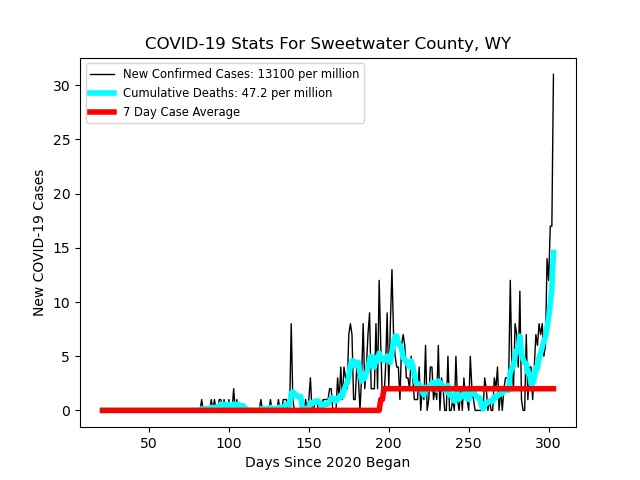 COVID-19 Stats For Sweetwater County, WY
New Confirmed Cases: 13100 per million
Cumulative Deaths: 47.2 per million
7 Day Case Average
30
25
20
15
10
5
0
New COVID-19 Cases
50 100 150 200 250 300
Days Since 2020 Began